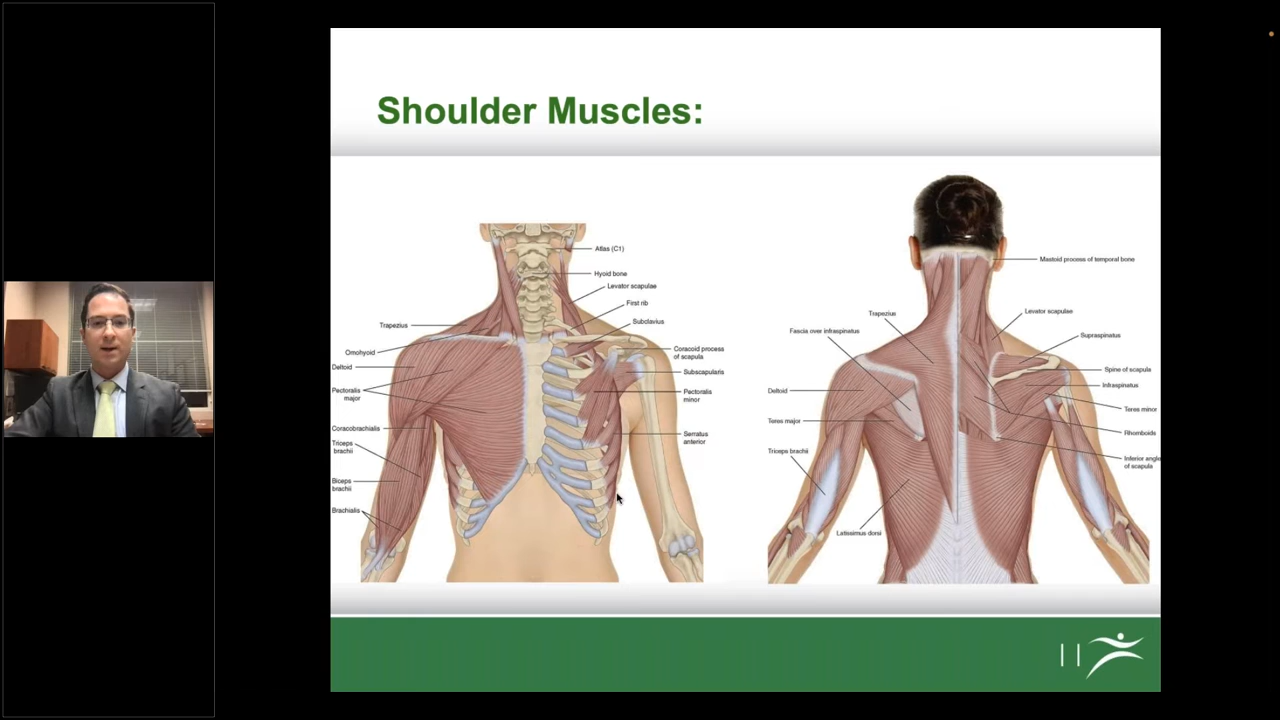 Shoulder Muscles:
Atlas (C1)
Hyoid bone
Levator scapulae
First rib
Trapezius
Subclavius
Omohyoid
Coracoid process
of scapula
Deltoid
Subscapularis
Pectoralis
major
Pectoralis
minor
Coracobrachialis
Serratus
anterior
Triceps
brachii
Biceps
brachii
Brachialis
Mastoid process of temporal bone
Trapezius
Levator scapulae
Fascia over infraspinatus
Supraspinatus
Spine of scapula
Deltoid
Infraspinatus
Teres minor
Teres major
Rhomboids
Triceps brachii
Inferior angle
of scapula
Latissimus dorsi